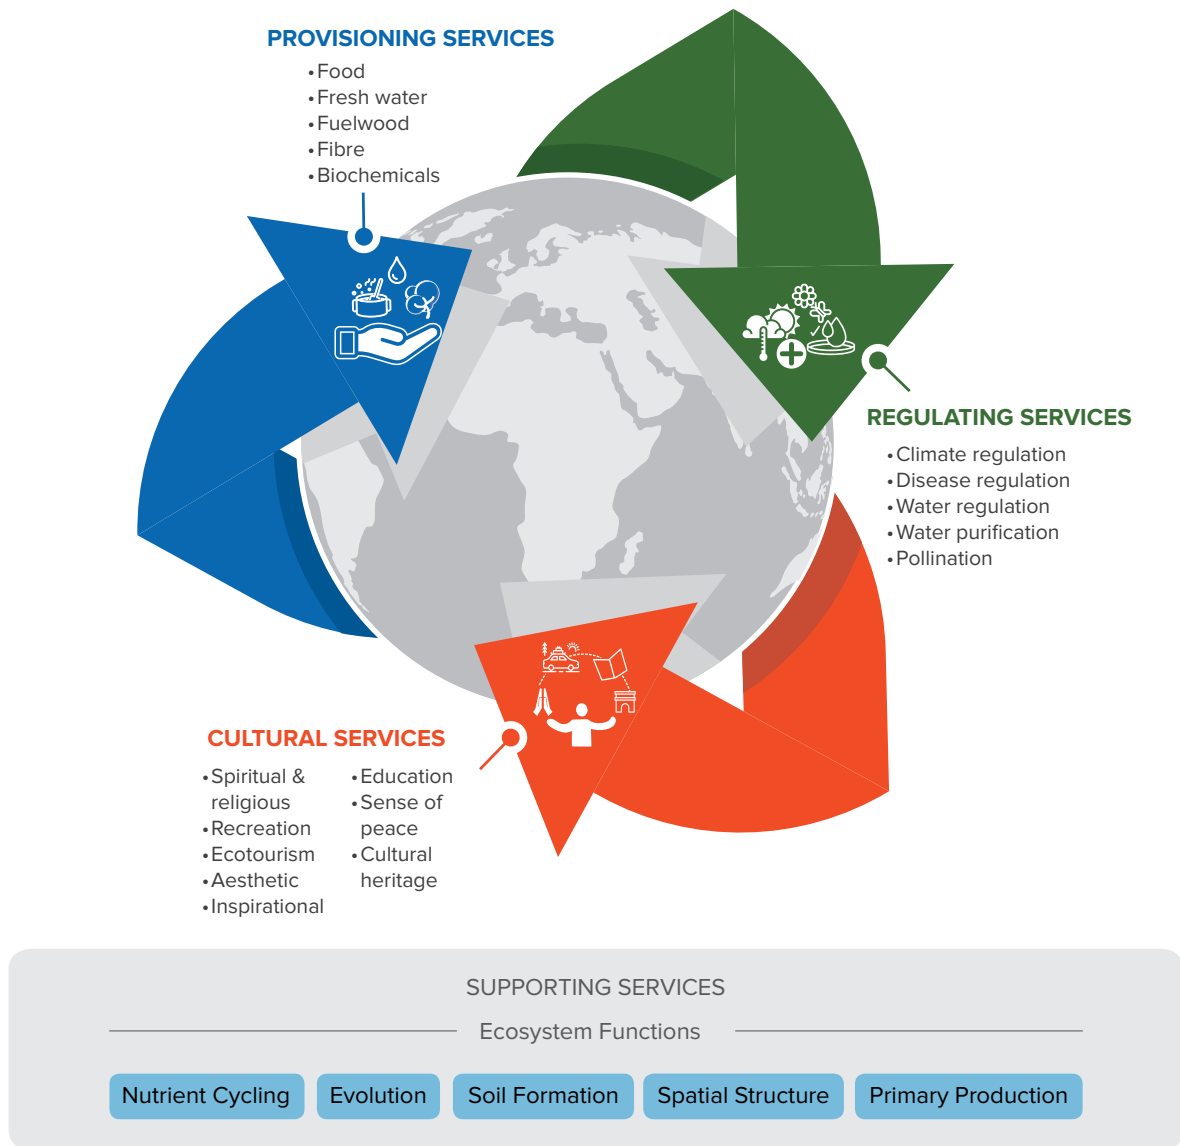 PROVISIONING SERVICES
•Food
•Fresh water
•Fuelwood
•Fibre
•Biochemicals
REGULATING SERVICES
•Climate regulation
•Disease regulation
•Water regulation
•Water purification
•Pollination
CULTURAL SERVICES
•Spiritual &
religious
•Recreation
•Ecotourism
•Aesthetic
•Inspirational
•Education
•Sense of
peace
•Cultural
heritage
SUPPORTING SERVICES
Ecosystem Functions
Nutrient Cycling
Evolution
Soil Formation
Spatial Structure
Primary Production